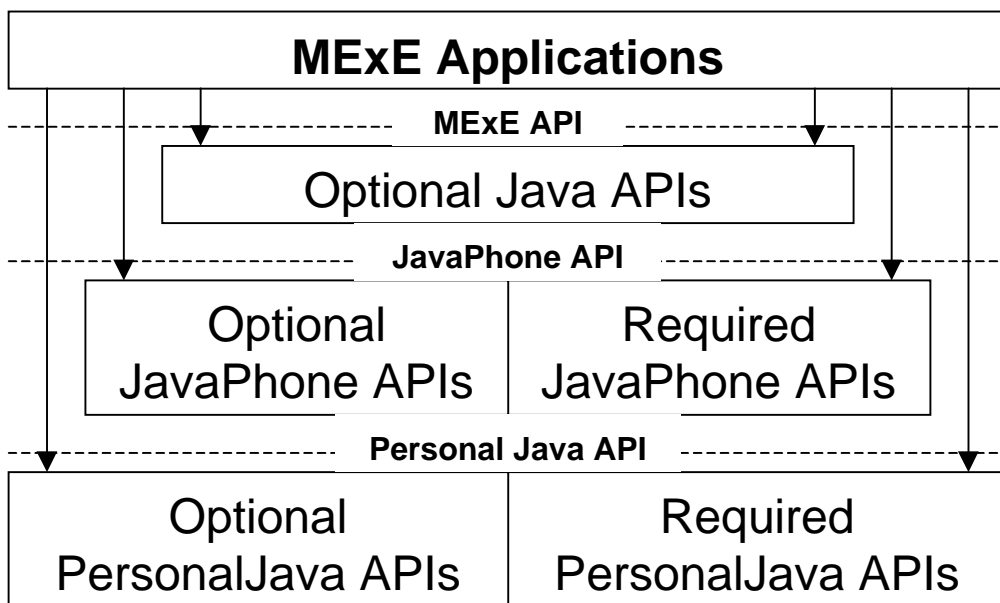 MExE Applications
MExE API
Optional Java APIs
JavaPhone API
Optional
JavaPhone APIs
Required
JavaPhone APIs
Personal Java API
Optional
PersonalJava APIs
Required
PersonalJava APIs